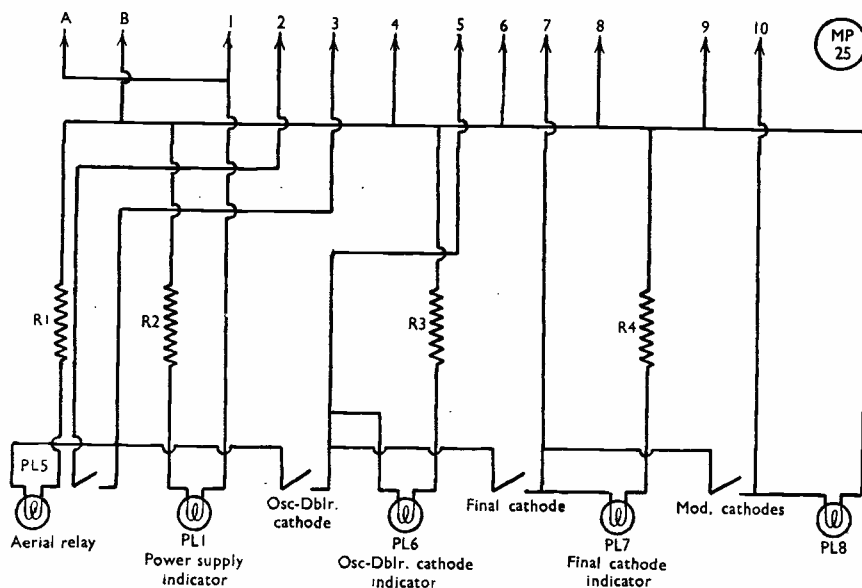 A B 1 2 3 4 5 6 7 8 9 10
MP
25
R1 R2 R3 R4
PL5
Aerial relay
PL1
Power supply
indicator
Osc-Dblr.
cathode
PL6
Osc-Dblr. cathode
indicator
Final cathode
PL7
Final cathode
indicator
Mod. cathodes
PL8